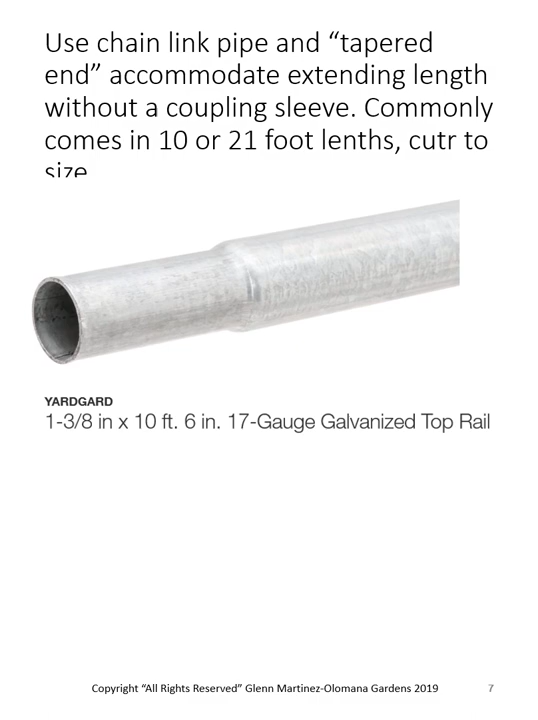 Use chain link pipe and “tapered
end” accommodate extending length
without a coupling sleeve. Commonly
comes in 10 or 21 foot lenths, cutr to
size
YARDGARD
1-3/8 in x 10 ft. 6 in. 17-Gauge Galvanized Top Rail
Copyright “All Rights Reserved” Glenn Martinez-Olomana Gardens 2019 7